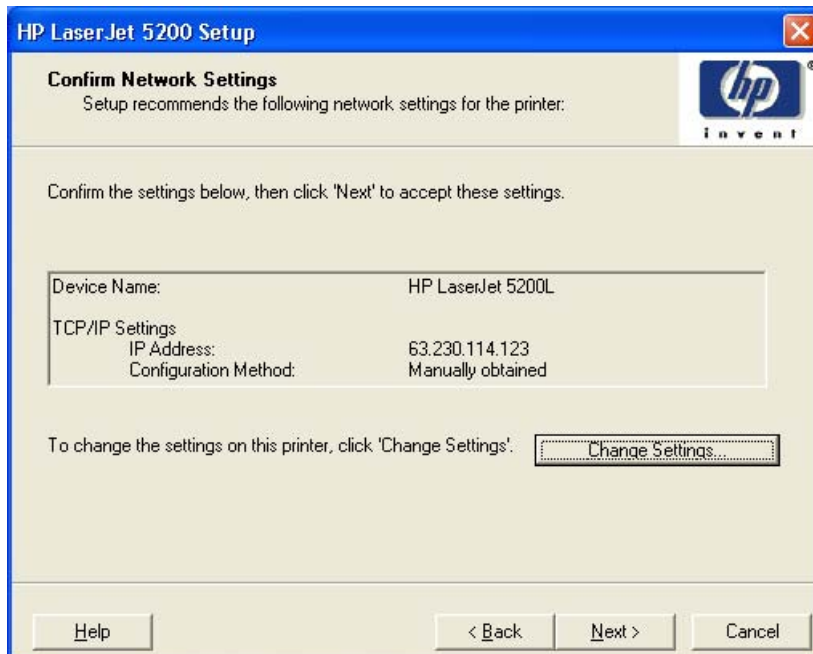 HP LaserJet 5200 Setup
Confirm Network Settings
Setup recommends the following network settings for the printer:
hp
®
invent
Confirm the settings below, then click 'Next' to accept these settings.
Device Name: HP LaserJet 5200L
TCP/IP Settings
IP Address: 63.230.114.123
Configuration Method: Manually obtained
To change the settings on this printer, click 'Change Settings'. Change Settings...
Help < Back Next > Cancel